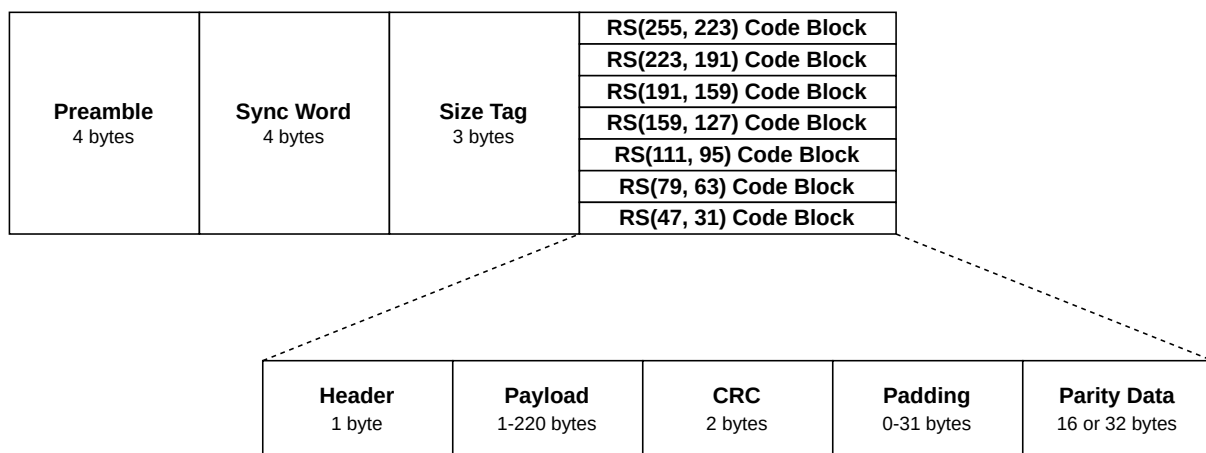 Preamble
4 bytes
Sync Word
4 bytes
Size Tag
3 bytes
RS(255, 223) Code Block
RS(223, 191) Code Block
RS(191, 159) Code Block
RS(159, 127) Code Block
RS(111, 95) Code Block
RS(79, 63) Code Block
RS(47, 31) Code Block
Header
1 byte
Payload
1-220 bytes
CRC
2 bytes
Padding
0-31 bytes
Parity Data
16 or 32 bytes